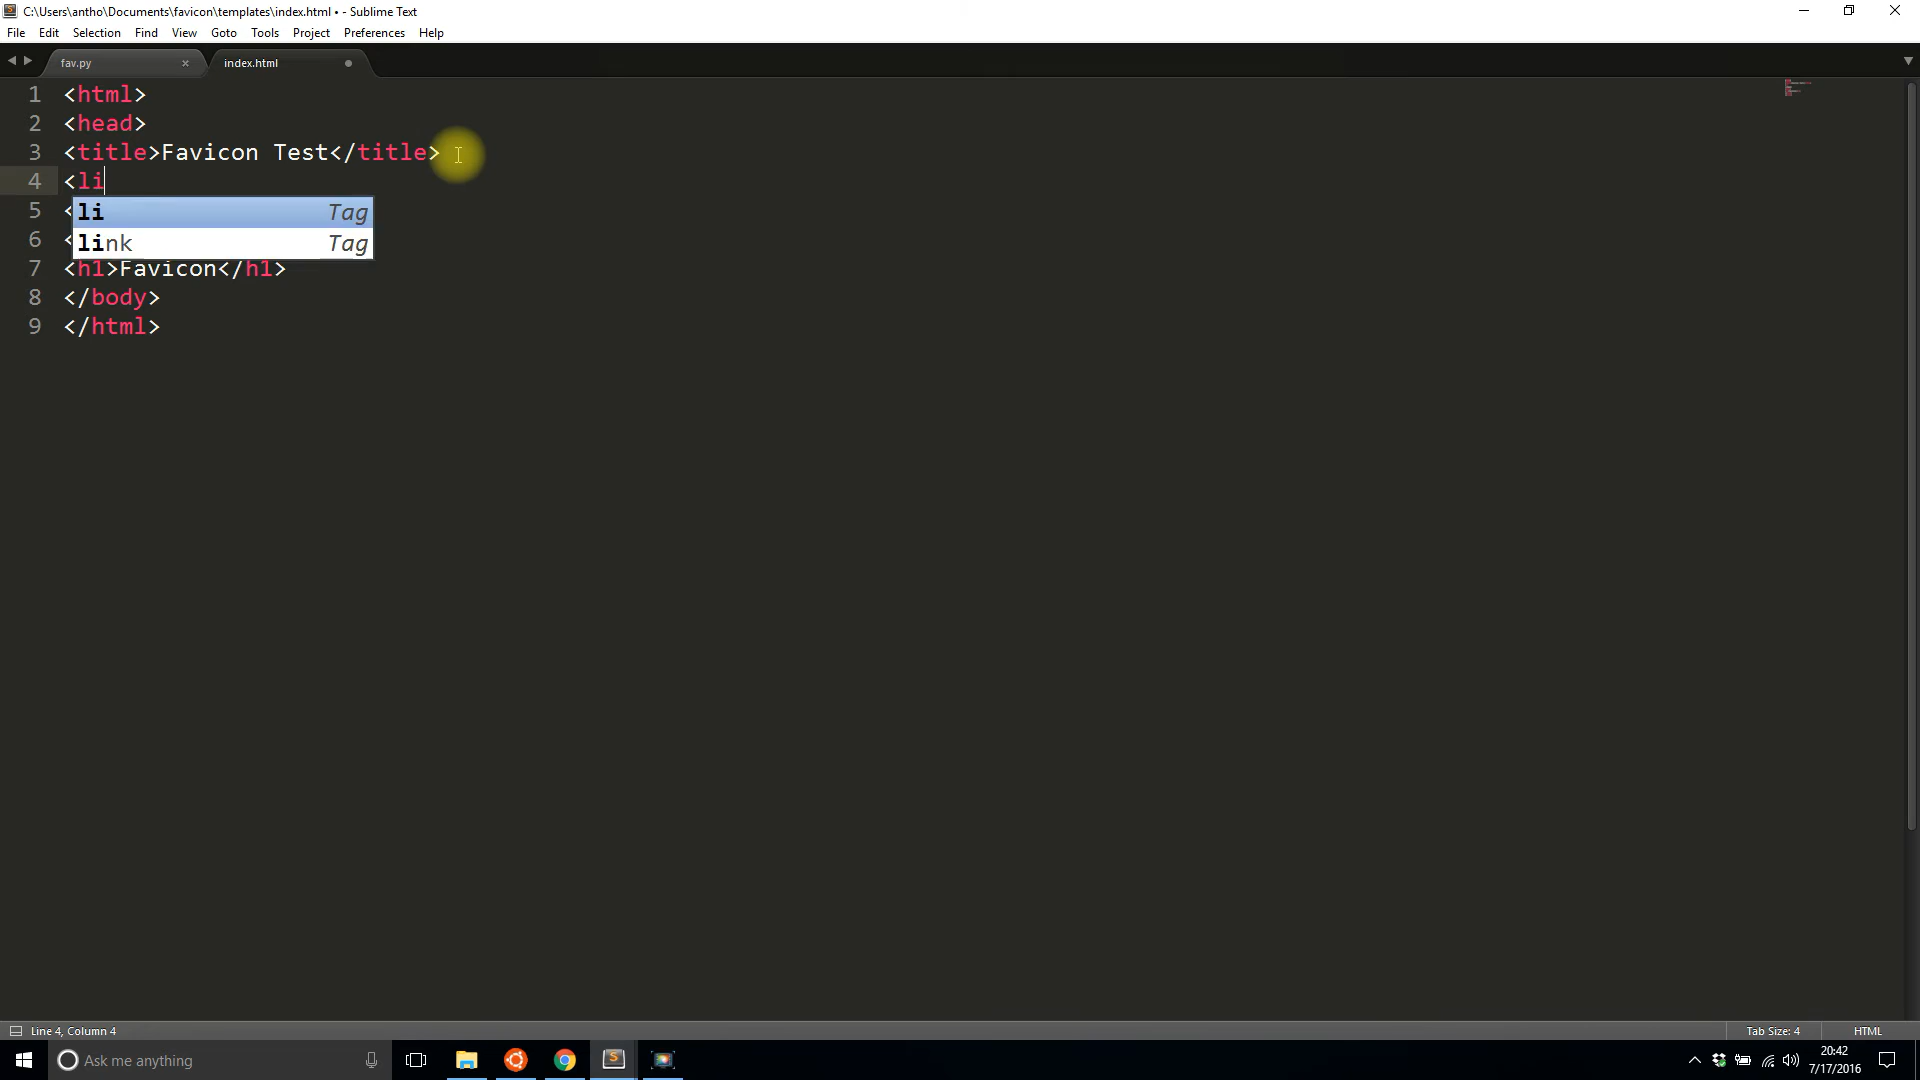 C:\Users\antho\Documents\favicon\templates\index.html • - Sublime Text
File Edit Selection Find View Goto Tools Project Preferences Help
fav.py × index.html
1 <html>
2 <head>
3 <title>Favicon Test</title>
4 <li
li Tag
5 <
link Tag
6 <
7 <h1>Favicon</h1>
8 </body>
9 </html>
Line 4, Column 4 Tab Size: 4 HTML
Ask me anything
20:42
7/17/2016